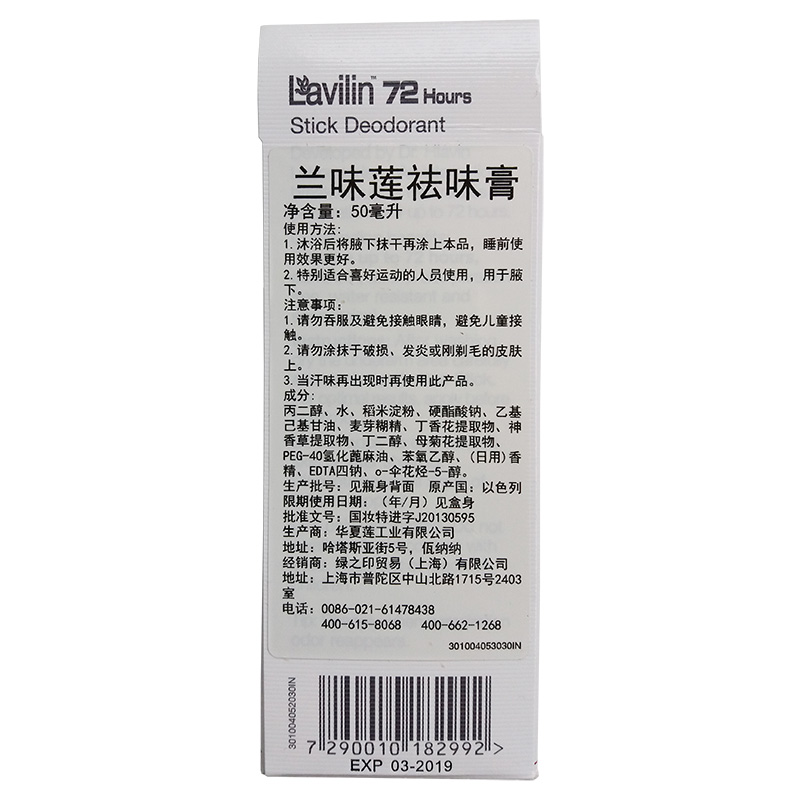 Lavilin™ 72 Hours
Stick Deodorant
兰味莲祛味膏
净含量：50毫升
使用方法：
1.沐浴后将腋下抹干再涂上本品，睡前使
用效果更好。
2.特别适合喜好运动的人员使用，用于腋
下。
注意事项：
1.请勿吞服及避免接触眼睛，避免儿童接
触。
2.请勿涂抹于破损、发炎或刚剃毛的皮肤
上。
3.当汗味再出现时再使用此产品。
成分：
丙二醇、水、稻米淀粉、硬酯酸钠、乙基
己基甘油、麦芽糊精、丁香花提取物、神
香草提取物、丁二醇、母菊花提取物、
PEG-40氢化蓖麻油、苯氧乙醇、(日用)香
精、EDTA四钠、o-伞花烃-5-醇。
生产批号：见瓶身背面 原产国：以色列
限期使用日期：（年/月）见盒身
批准文号：国妆特进字J20130595
生产商：华夏莲工业有限公司
地址：哈塔斯亚街5号，佤纳纳
经销商：绿之印贸易（上海）有限公司
地址：上海市普陀区中山北路1715号2403
室
电话：0086-021-61478438
400-615-8068 400-662-1268
301004053030IN
301004052030IN
7 290010 182992 >
EXP 03-2019